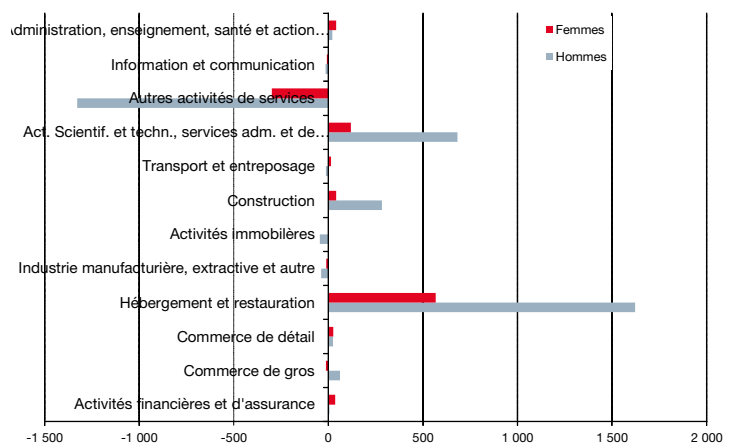 Administration, enseignement, santé et action…
Femmes
Hommes
Information et communication
Autres activités de services
Act. Scientif. et techn., services adm. et de…
Transport et entreposage
Construction
Activités immobilères
Industrie manufacturière, extractive et autre
Hébergement et restauration
Commerce de détail
Commerce de gros
Activités financières et d'assurance
-1 500 -1 000 -500 0 500 1 000 1 500 2 000